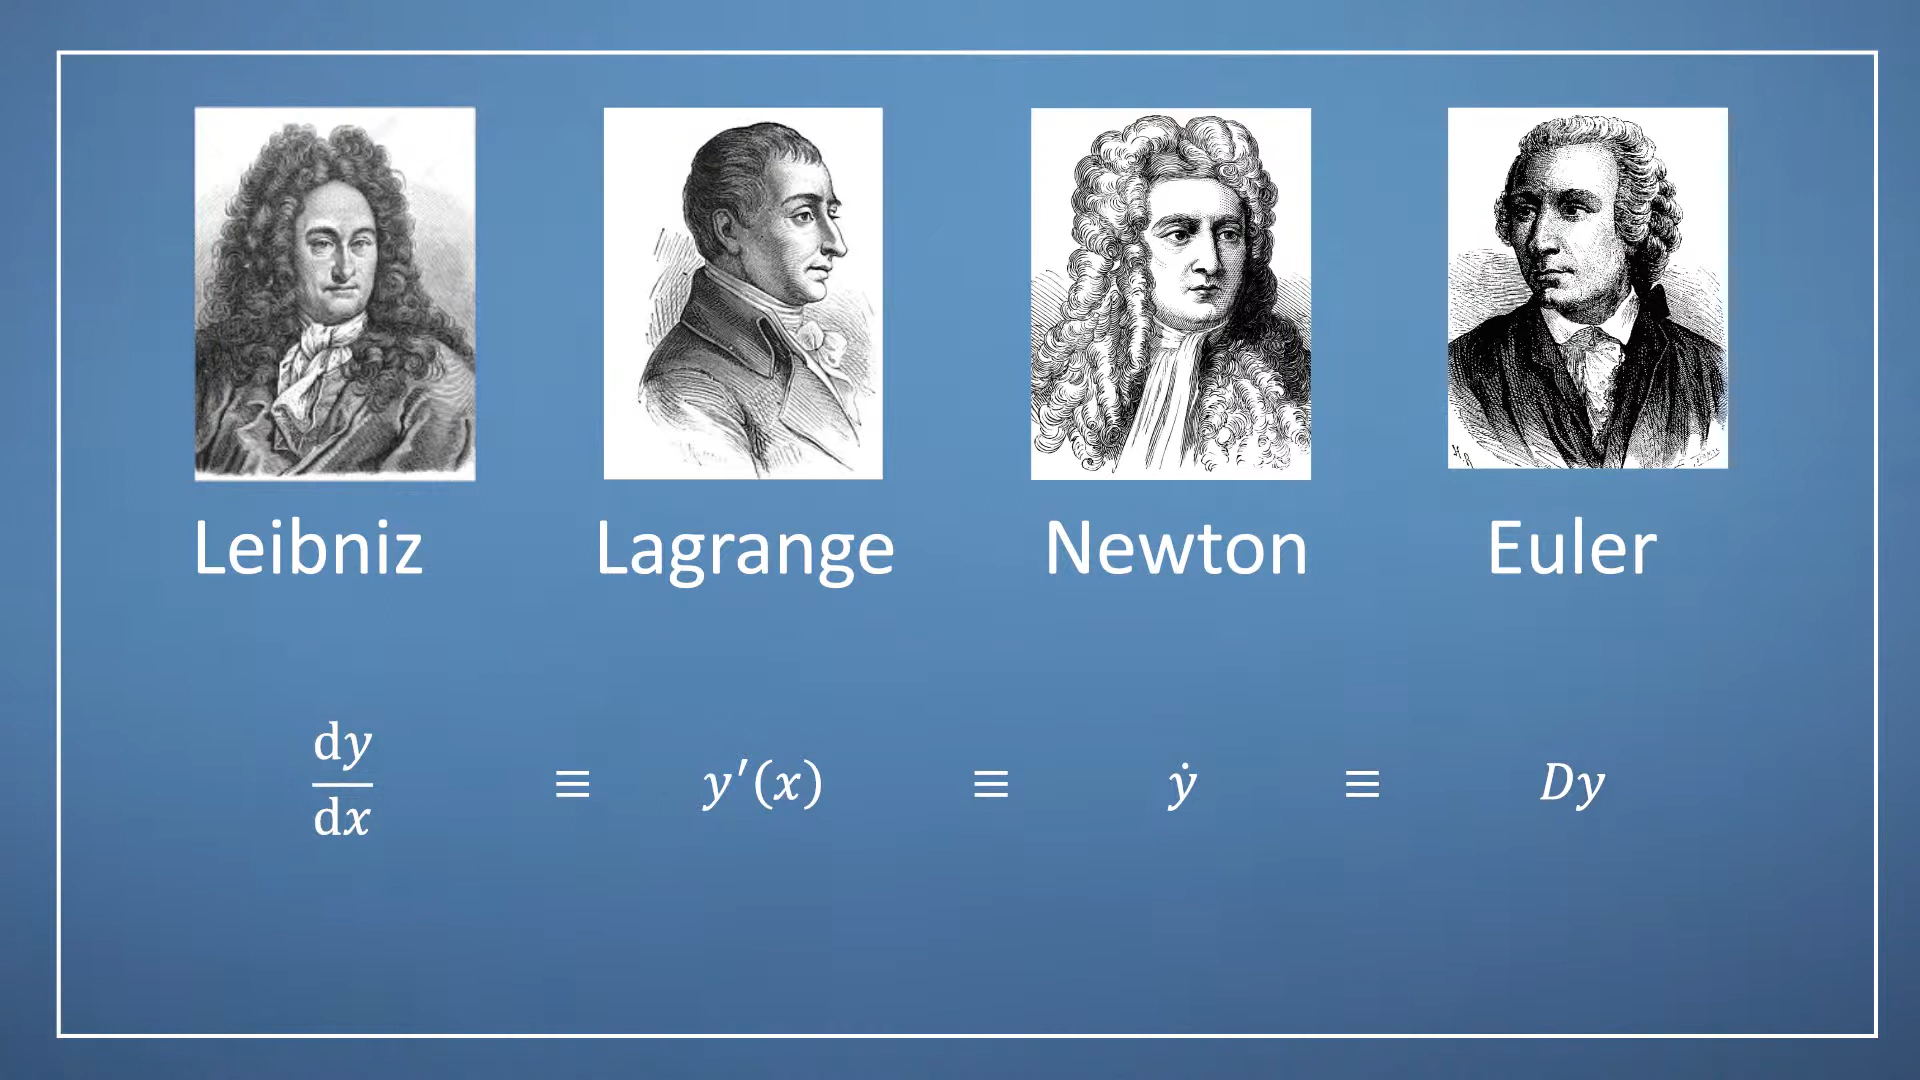 Leibniz Lagrange Newton Euler
dy/dx ≡ y′(x) ≡ ẏ ≡ Dy